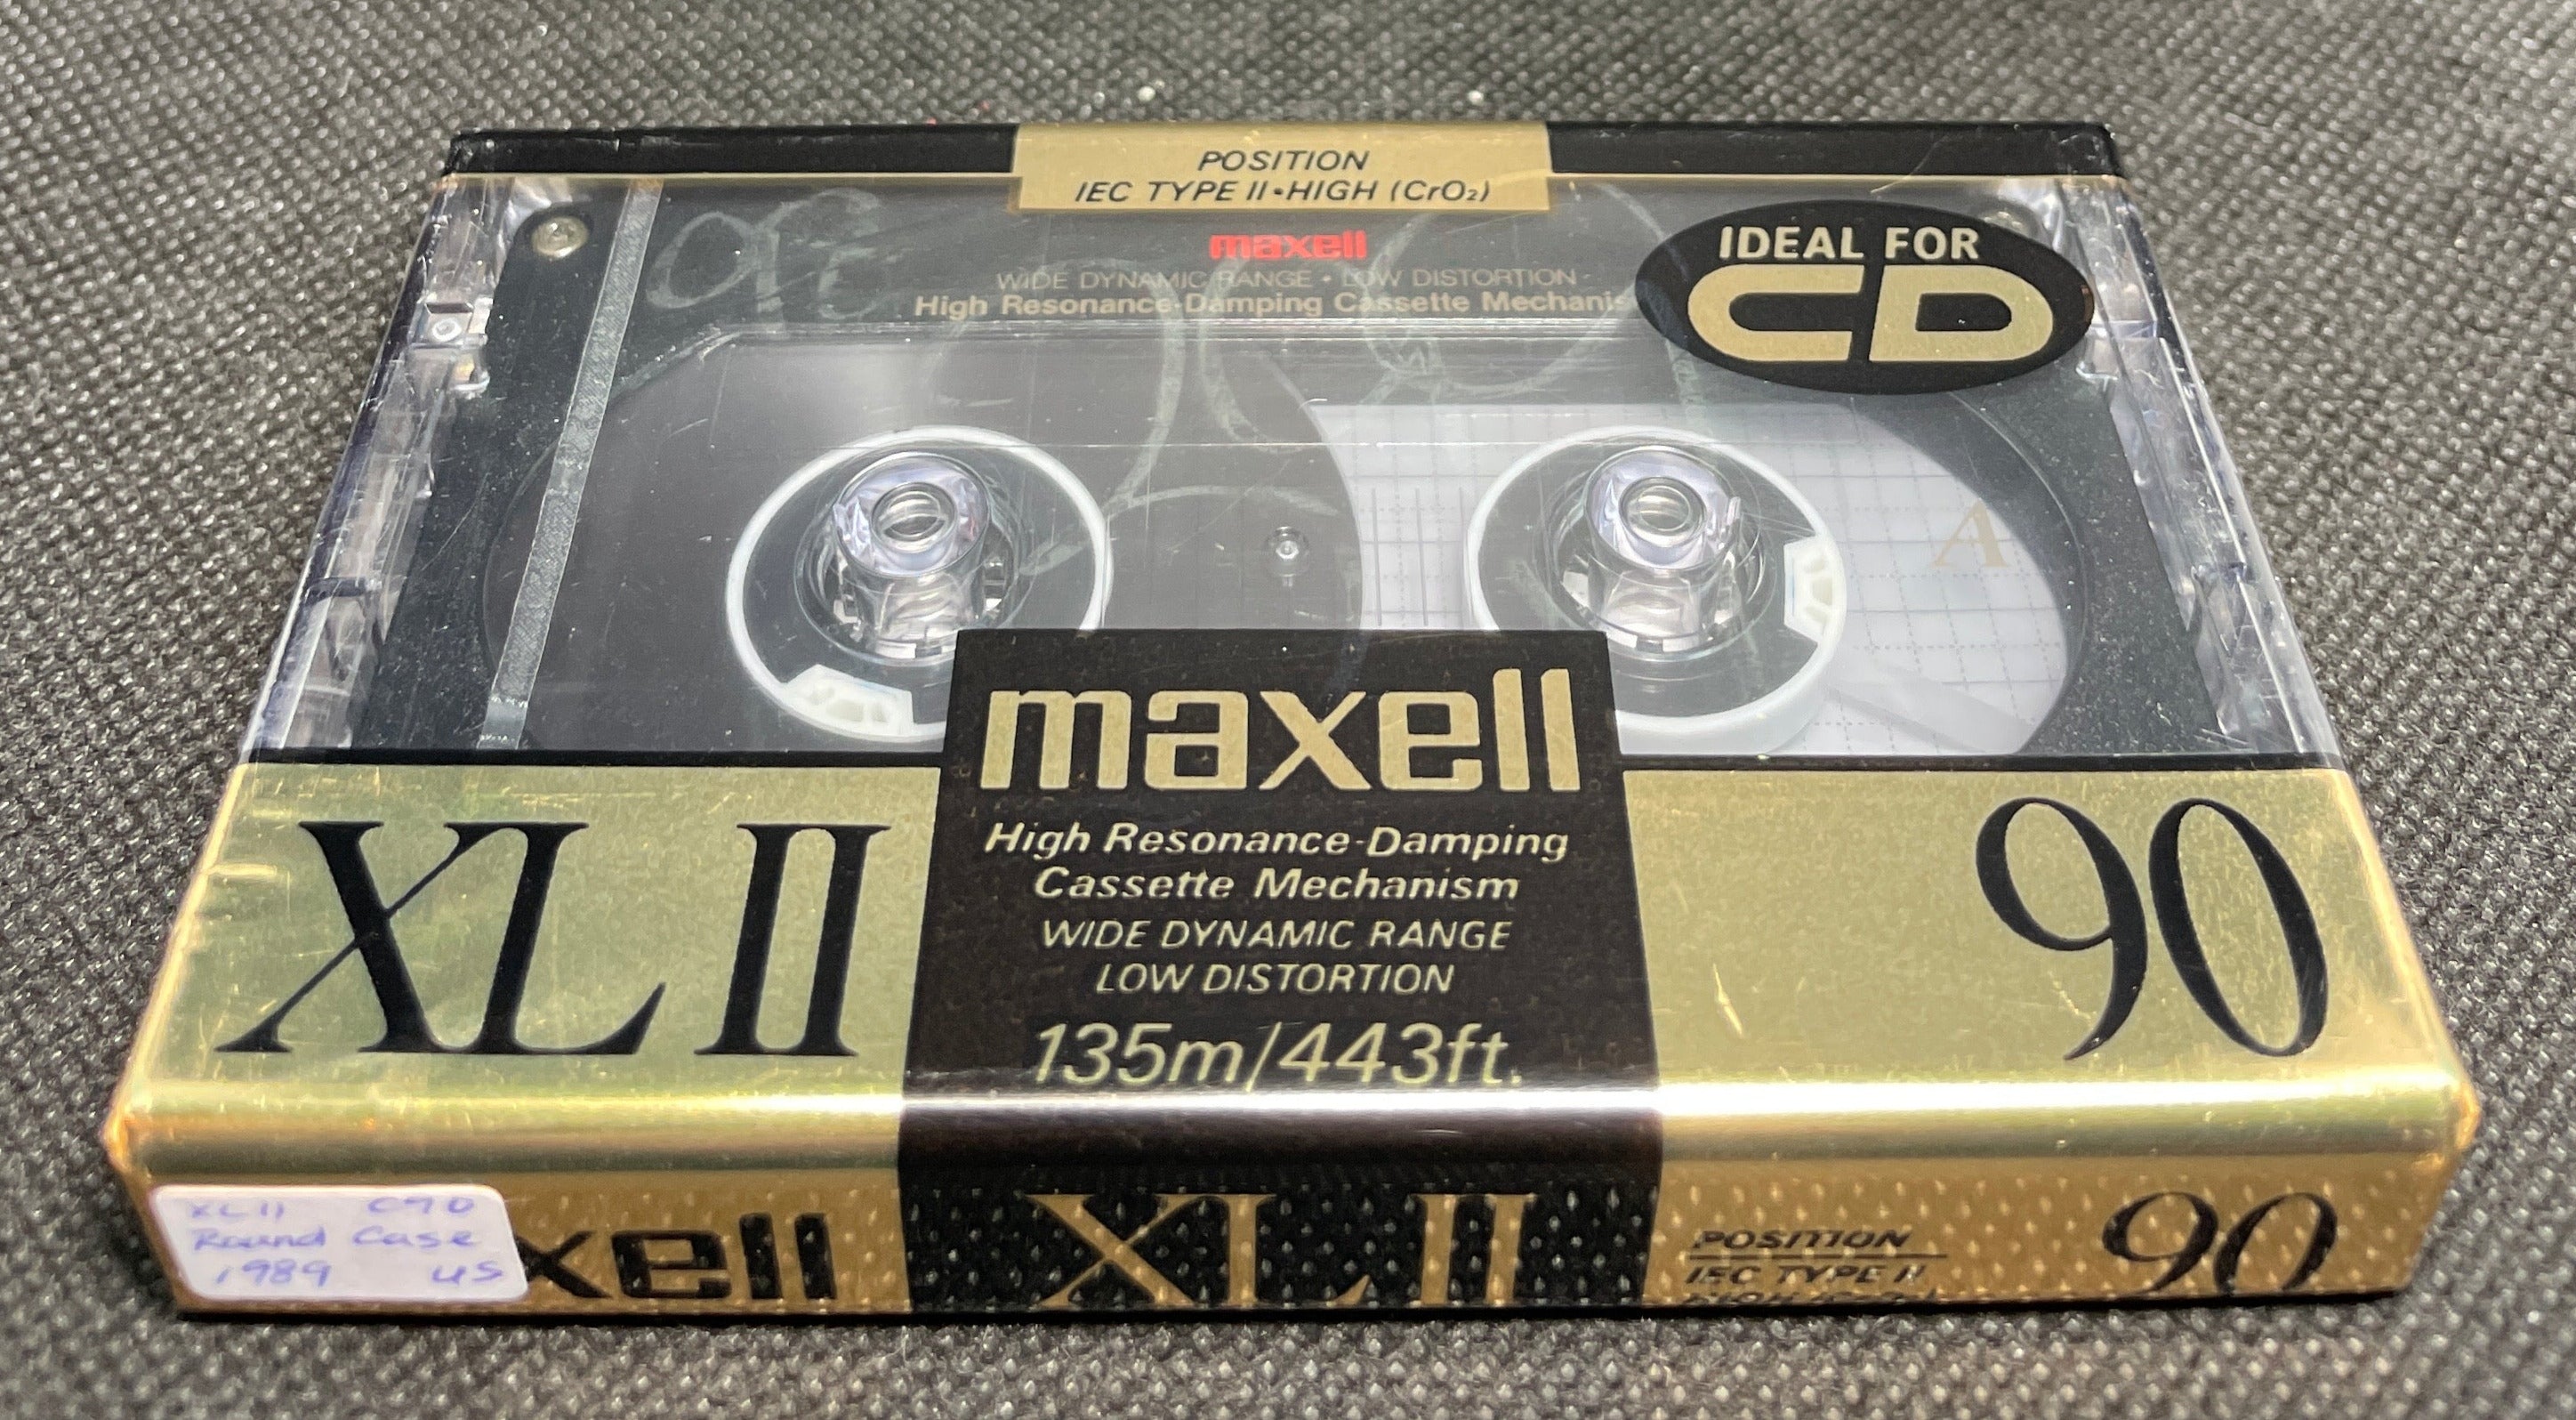 POSITION
IEC TYPE II•HIGH (CrO₂)
maxell
WIDE DYNAMIC RANGE • LOW DISTORTION
High Resonance-Damping Cassette Mechanis
IDEAL FOR
CD
A
maxell
High Resonance-Damping
Cassette Mechanism
WIDE DYNAMIC RANGE
LOW DISTORTION
135m/443ft.
XL II
90
XLII C90
Round Case
1989 US
xell
XL II
POSITION
IEC TYPE II
90